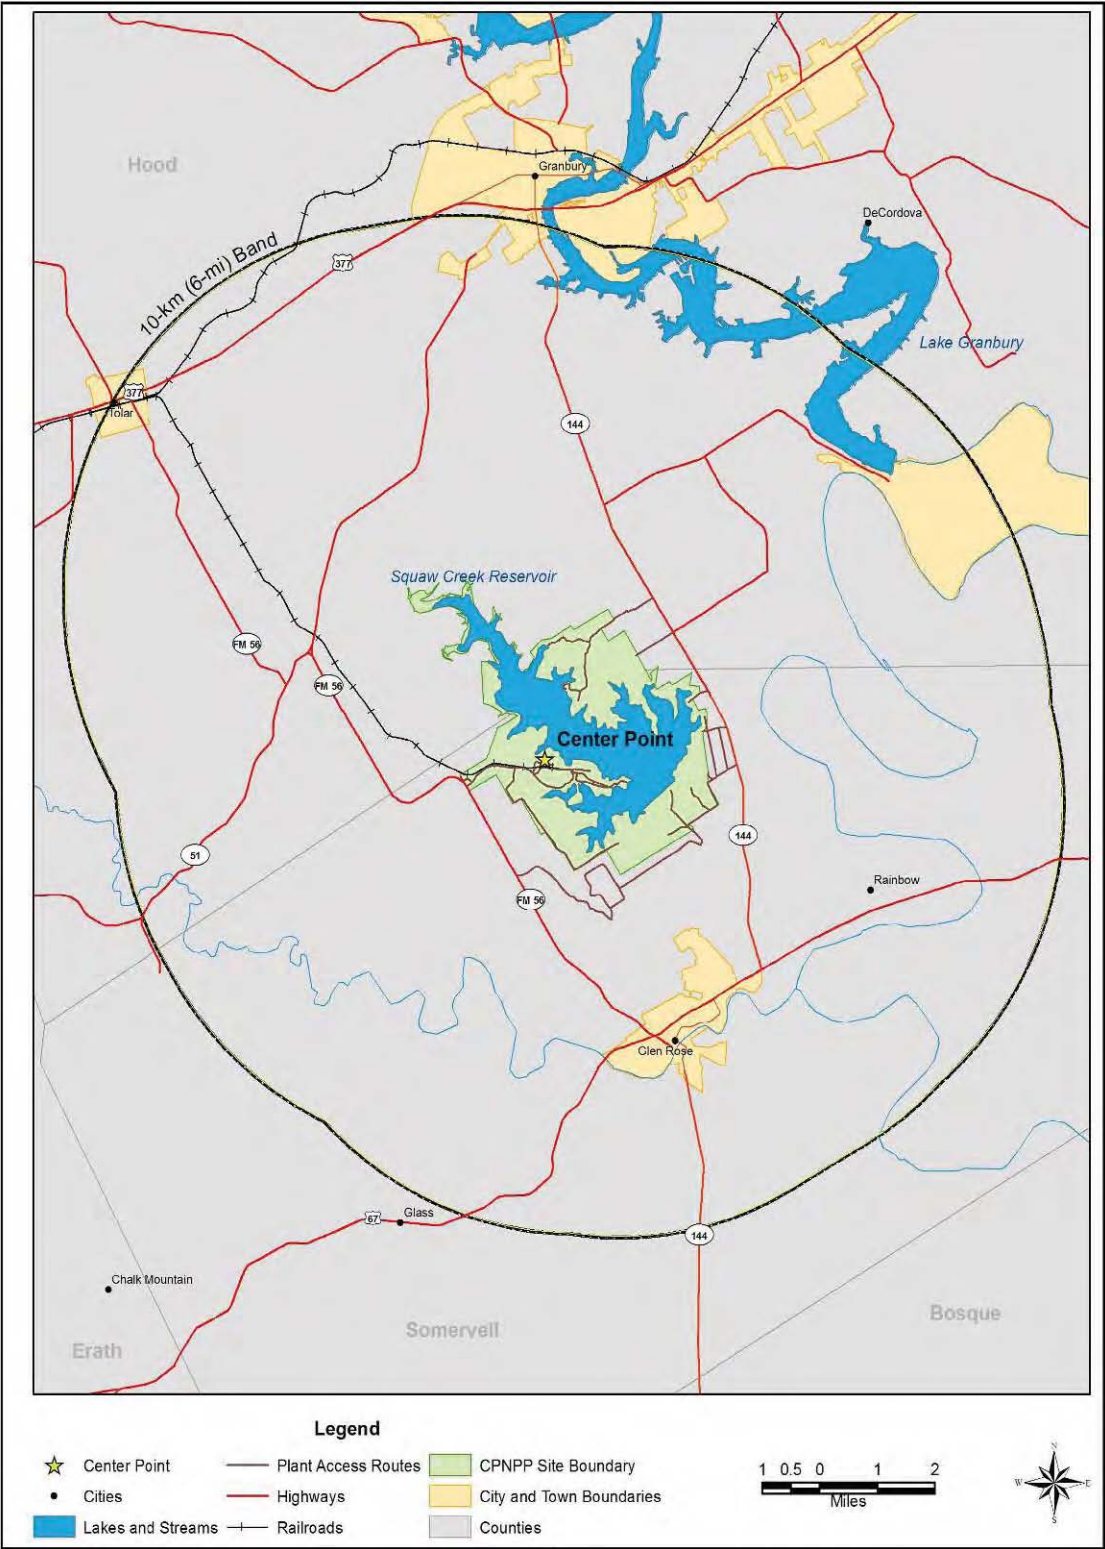 Hood
Granbury
DeCordova
10-km (6-mi) Band
377
Lake Granbury
377
Tolar
144
Squaw Creek Reservoir
FM 56
FM 56
Center Point
144
51
Rainbow
FM 56
Glen Rose
Glass
67
144
Chalk Mountain
Bosque
Somervell
Erath
Legend
Center Point
Plant Access Routes
CPNPP Site Boundary
Cities
Highways
City and Town Boundaries
Lakes and Streams
Railroads
Counties
1 0.5 0 1 2
Miles
N
W
E
S